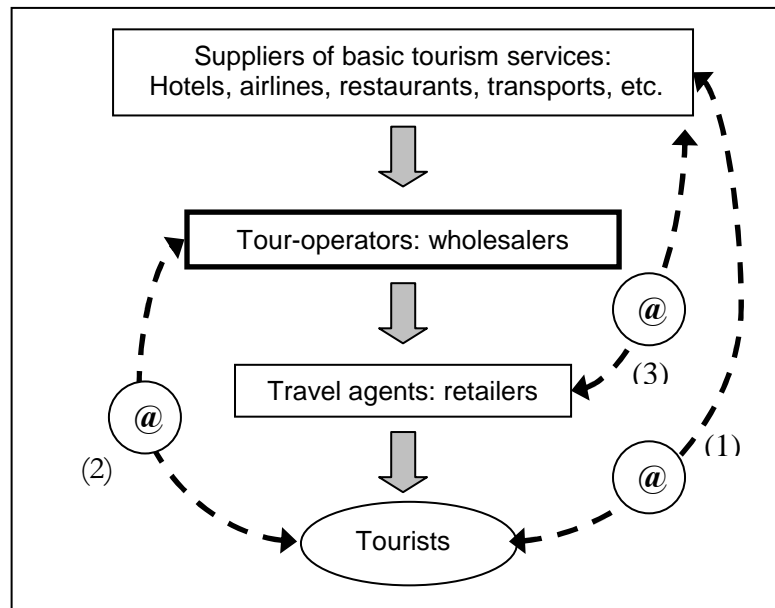 Suppliers of basic tourism services:
Hotels, airlines, restaurants, transports, etc.
Tour-operators: wholesalers
@
(3)
Travel agents: retailers
@
(2)
@
(1)
Tourists